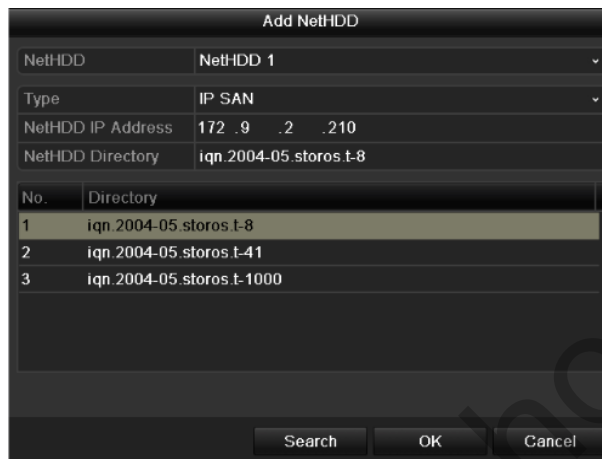 Add NetHDD
NetHDD NetHDD 1
Type IP SAN
NetHDD IP Address 172 .9 .2 .210
NetHDD Directory iqn.2004-05.storos.t-8
No. Directory
1 iqn.2004-05.storos.t-8
2 iqn.2004-05.storos.t-41
3 iqn.2004-05.storos.t-1000
Search OK Cancel